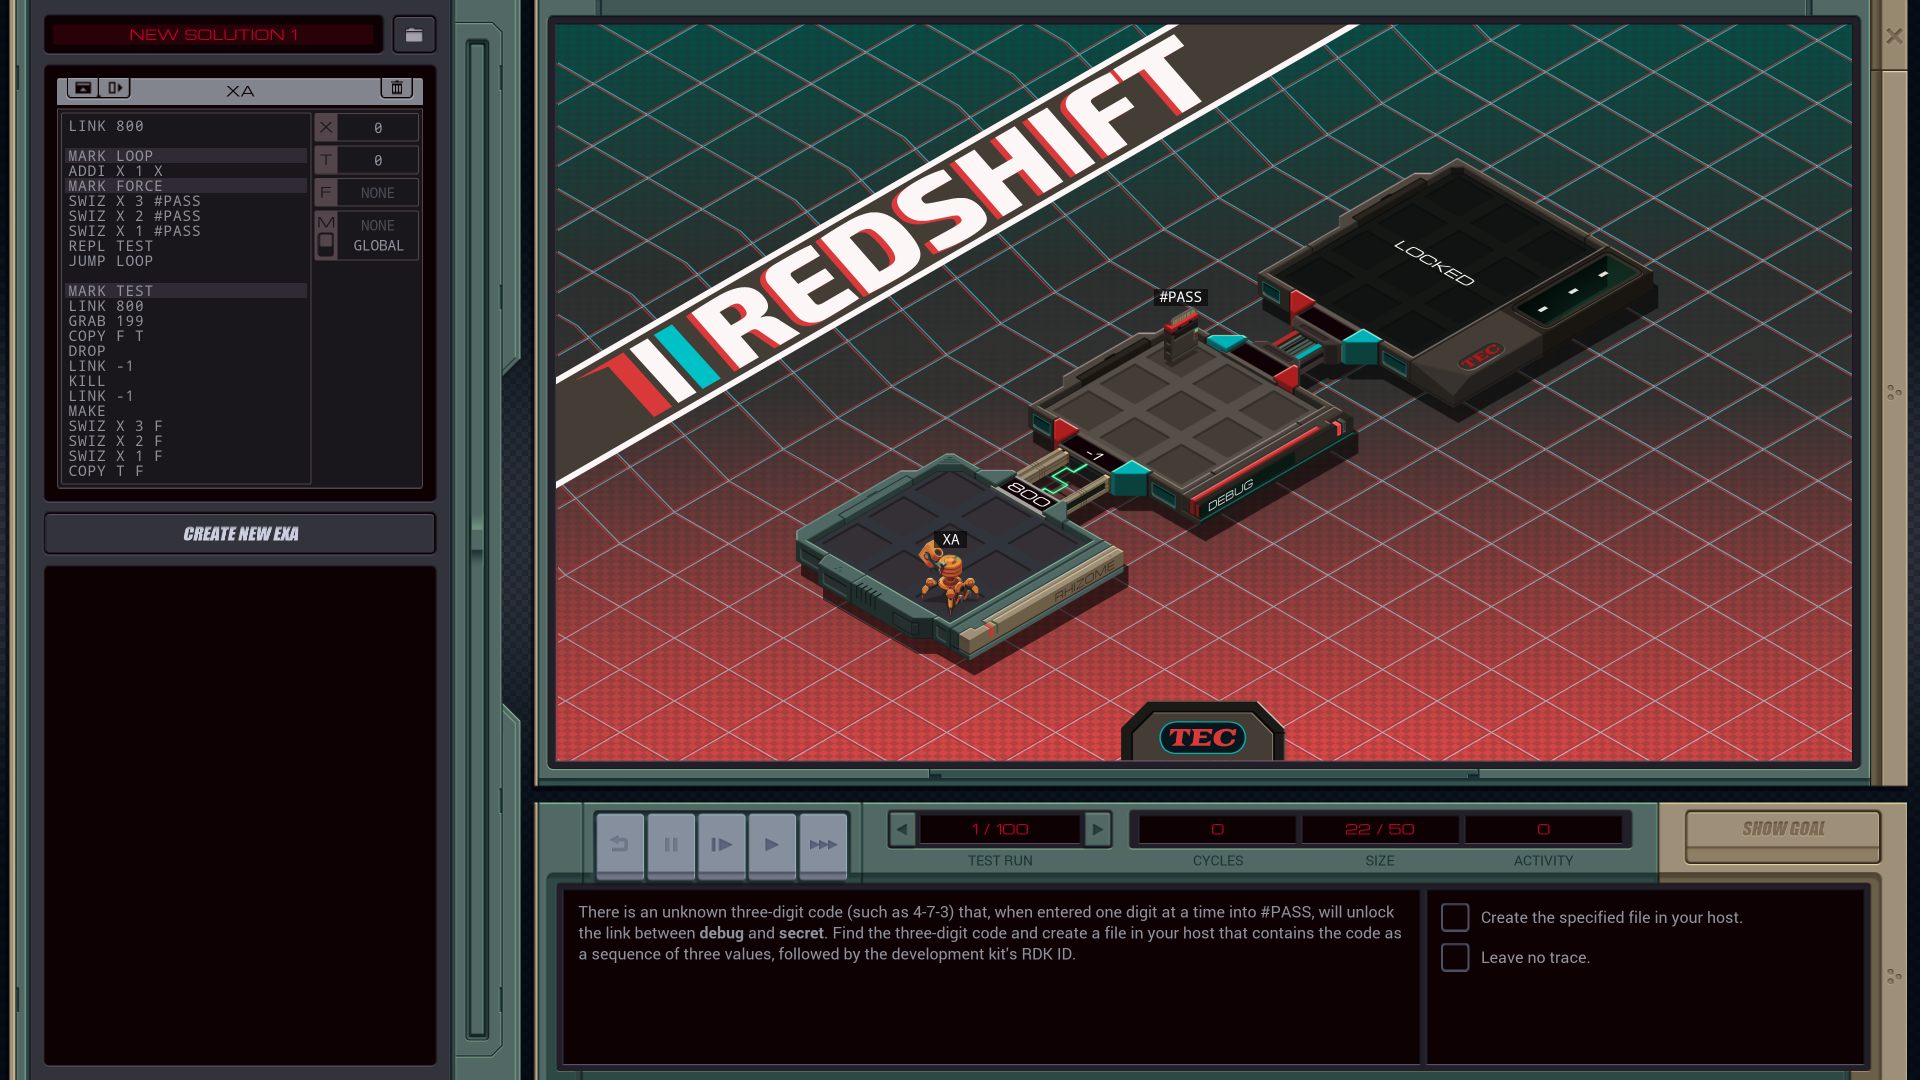 NEW SOLUTION 1
XA
LINK 800
MARK LOOP
ADDI X 1 X
MARK FORCE
SWIZ X 3 #PASS
SWIZ X 2 #PASS
SWIZ X 1 #PASS
REPL TEST
JUMP LOOP
MARK TEST
LINK 800
GRAB 199
COPY F T
DROP
LINK -1
KILL
LINK -1
MAKE
SWIZ X 3 F
SWIZ X 2 F
SWIZ X 1 F
COPY T F
X 0
T 0
F NONE
M NONE
GLOBAL
CREATE NEW EXA
REDSHIFT
LOCKED
TEC
#PASS
-1
800
DEBUG
XA
RHIZOME
TEC
1 / 100
TEST RUN
0
CYCLES
22 / 50
SIZE
0
ACTIVITY
SHOW GOAL
There is an unknown three-digit code (such as 4-7-3) that, when entered one digit at a time into #PASS, will unlock
the link between debug and secret. Find the three-digit code and create a file in your host that contains the code as
a sequence of three values, followed by the development kit's RDK ID.
Create the specified file in your host.
Leave no trace.